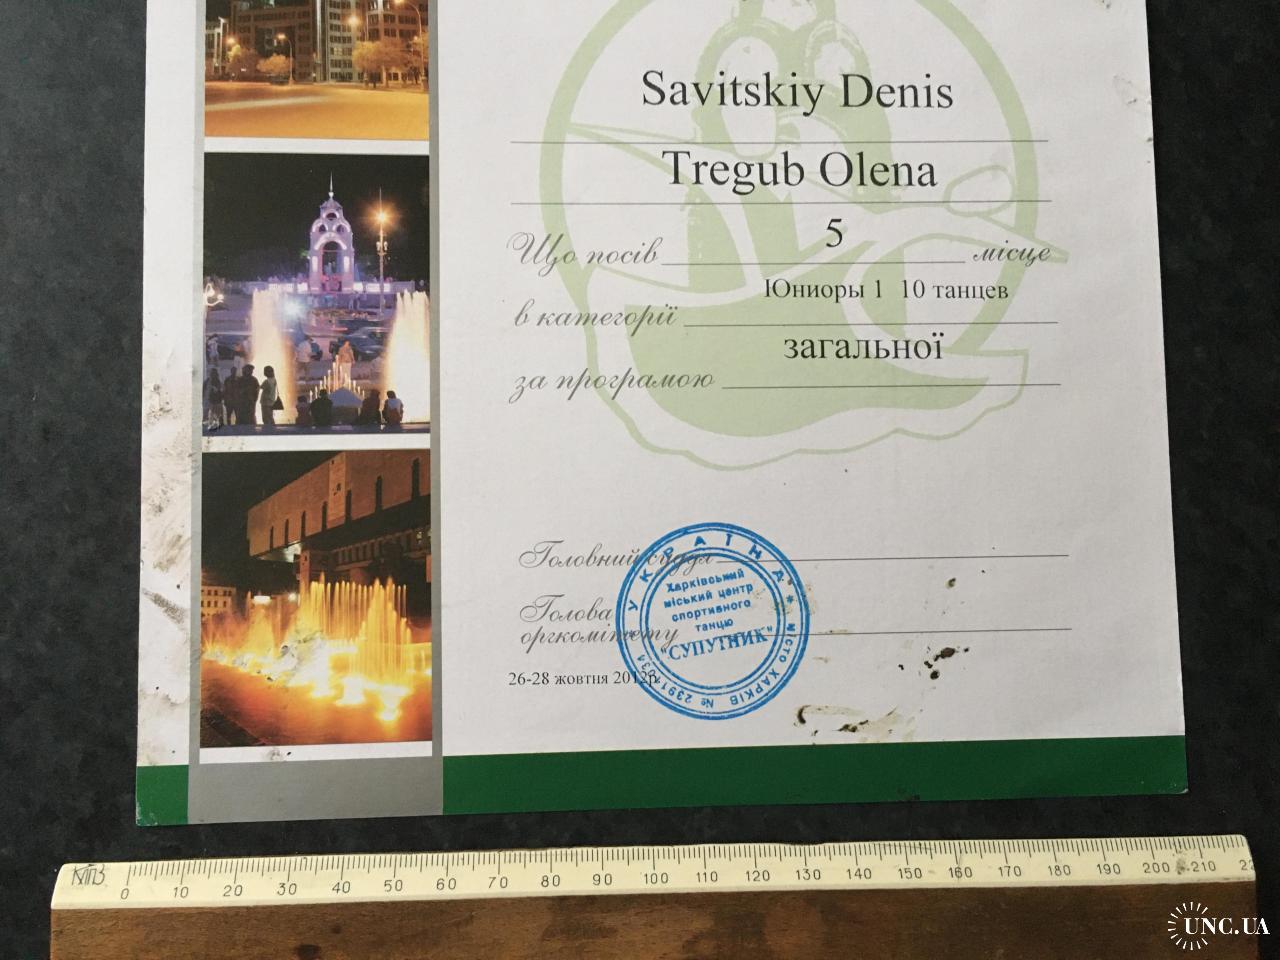 Savitskiy Denis
Tregub Olena
5
Що посів місце
Юниоры 1 10 танцев
в категорії
загальної
за програмою
Головний суддя
Голова
оргкомітету
26-28 жовтня 2012р.
УКРАЇНА * МІСТО ХАРКІВ
Харківський
міський центр
спортивного
танцю
"СУПУТНИК"
0 10 20 30 40 50 60 70 80 90 100 110 120 130 140 150 160 170 180 190 200 210
UNC.UA